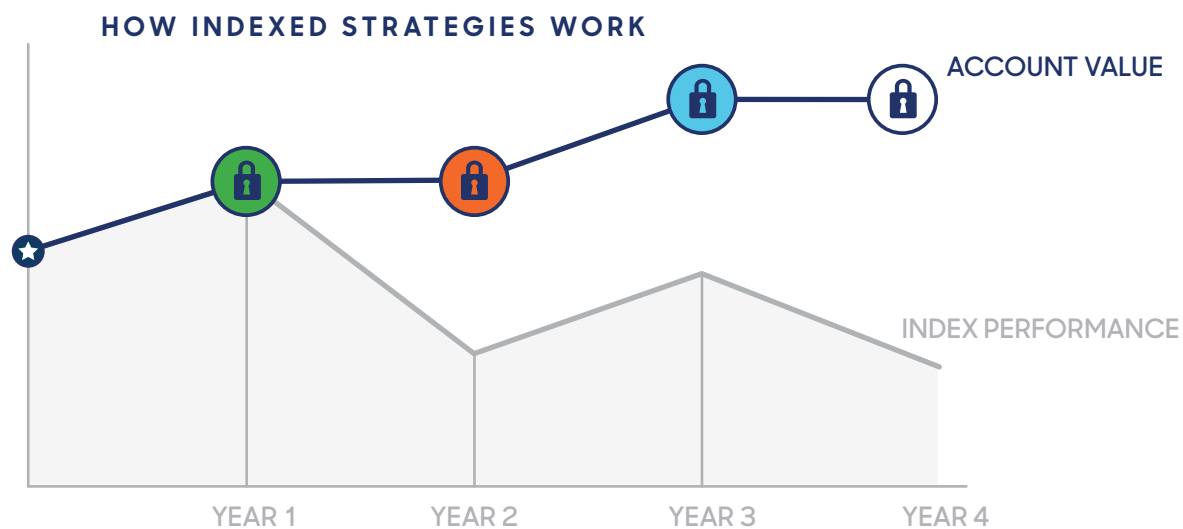 HOW INDEXED STRATEGIES WORK
ACCOUNT VALUE
INDEX PERFORMANCE
YEAR 1
YEAR 2
YEAR 3
YEAR 4